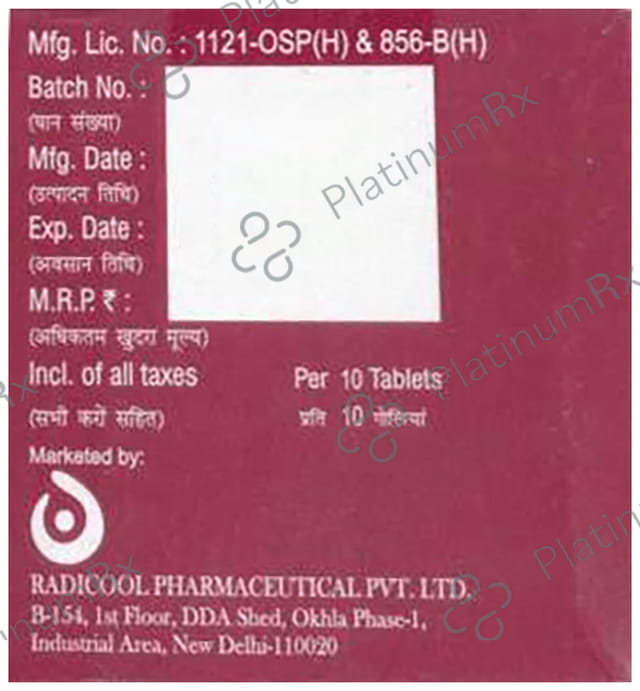 Mfg. Lic. No. : 1121-OSP(H) & 856-B(H)
Batch No. :
(घान संख्या)
Mfg. Date :
(उत्पादन तिथि)
Exp. Date :
(अवसान तिथि)
M.R.P. ₹ :
(अधिकतम खुदरा मूल्य)
Incl. of all taxes Per 10 Tablets
(सभी करों सहित) प्रति 10 गोलियां
Marketed by:
RADICOOL PHARMACEUTICAL PVT. LTD.
B-154, 1st Floor, DDA Shed, Okhla Phase-1,
Industrial Area, New Delhi-110020
PlatinumRx
PlatinumRx